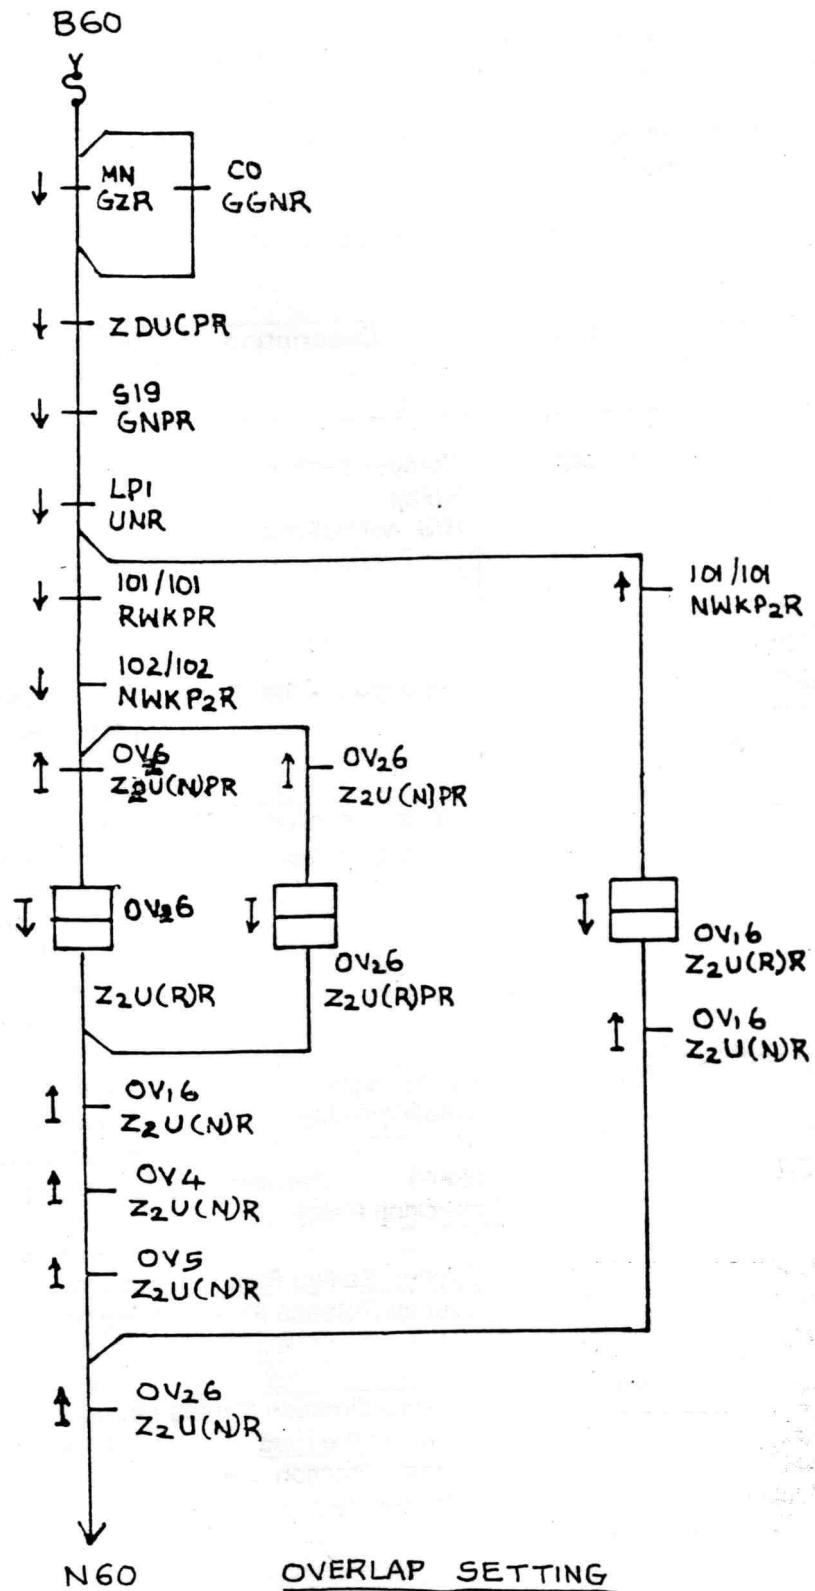 B60
MN
GZR
CO
GGNR
ZDUCPR
S19
GNPR
LP1
UNR
101/101
RWKPR
101/101
NWKP₂R
102/102
NWKP₂R
Z₂U(N)PR
OV₂6
Z₂U(N)PR
OV₂6
Z₂U(R)R
OV₂6
Z₂U(R)PR
OV₁6
Z₂U(R)R
OV₁6
Z₂U(N)R
OV₁6
Z₂U(N)R
OV4
Z₂U(N)R
OV5
Z₂U(N)R
OV₂6
Z₂U(N)R
N60
OVERLAP SETTING